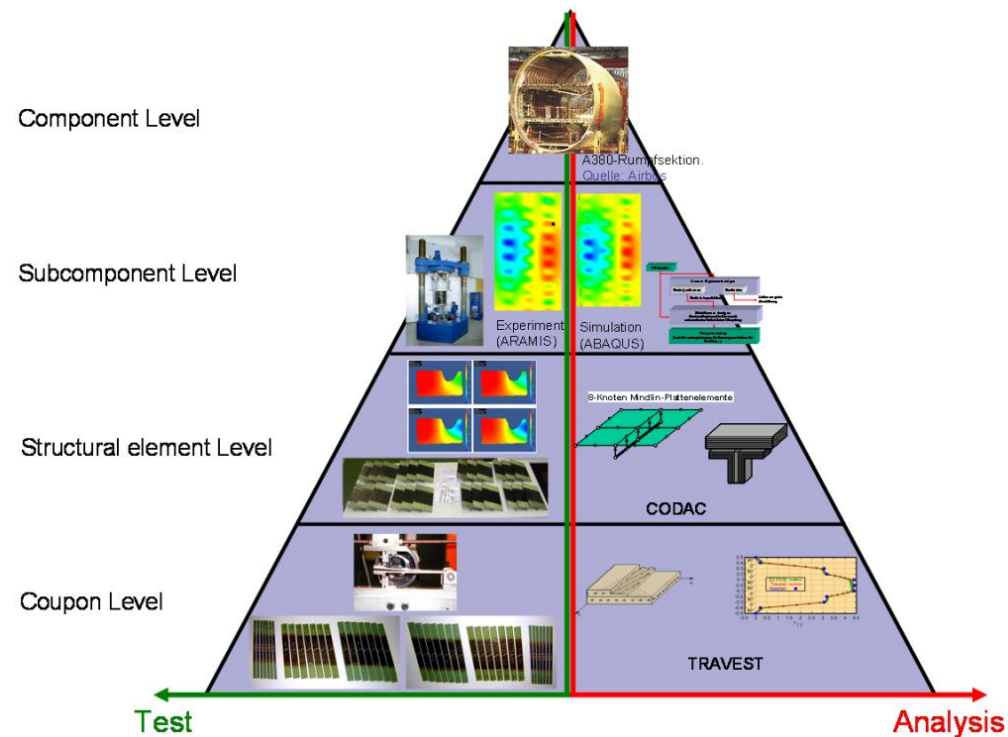 Component Level
A380-Rumpfsektion.
Quelle: Airbus
Subcomponent Level
Experiment
(ARAMIS)
Simulation
(ABAQUS)
8-Knoten Mindlin-Plattenelemente
Structural element Level
CODAC
Coupon Level
TRAVEST
Test
Analysis